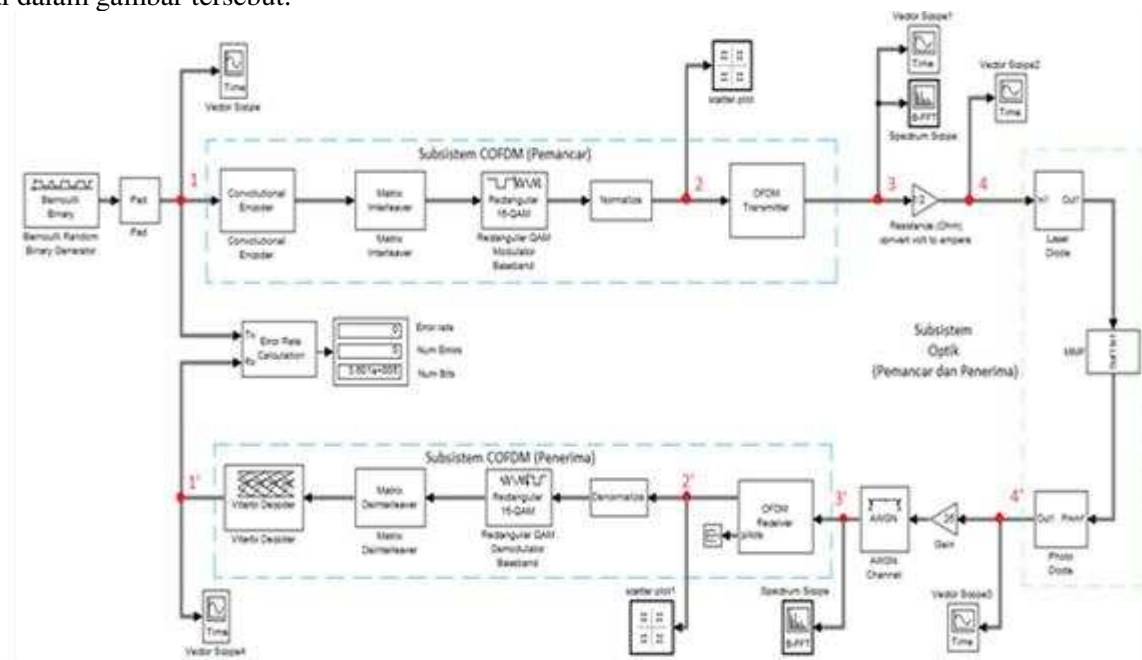 dalam gambar tersebut.
Vector Scope1
Time
Vector Scope2
Time
B-FFT
Spectrum Scope
Time
Vector Scope
scatter plot
Subsistem COFDM (Pemancar)
1
2
3
4
Bernoulli
Binary
Bernoulli Random
Binary Generator
Pad
Pad
Convolutional
Encoder
Convolutional
Encoder
Matrix
Interleaver
Matrix
Interleaver
Rectangular
16-QAM
Rectangular QAM
Modulator
Baseband
Normalize
OFDM
Transmitter
Resistance (Ohm)
convert volt to ampere
In1 Out1
Laser
Diode
Tx
Rx
Error Rate
Calculation
0
0
Error rate
Num Errors
Num Bits
Subsistem
Optik
(Pemancar dan Penerima)
MMF
Out1 In1
Subsistem COFDM (Penerima)
1'
2'
3'
4'
Viterbi Decoder
Viterbi Decoder
Matrix
Deinterleaver
Matrix
Deinterleaver
Rectangular
16-QAM
Rectangular QAM
Demodulator
Baseband
Denormalize
OFDM
Receiver
pilots
AWGN
AWGN
Channel
Gain
Out1
Photo
Diode
Time
Vector Scope4
scatter plot1
Spectrum Scope
B-FFT
Vector Scope3
Time